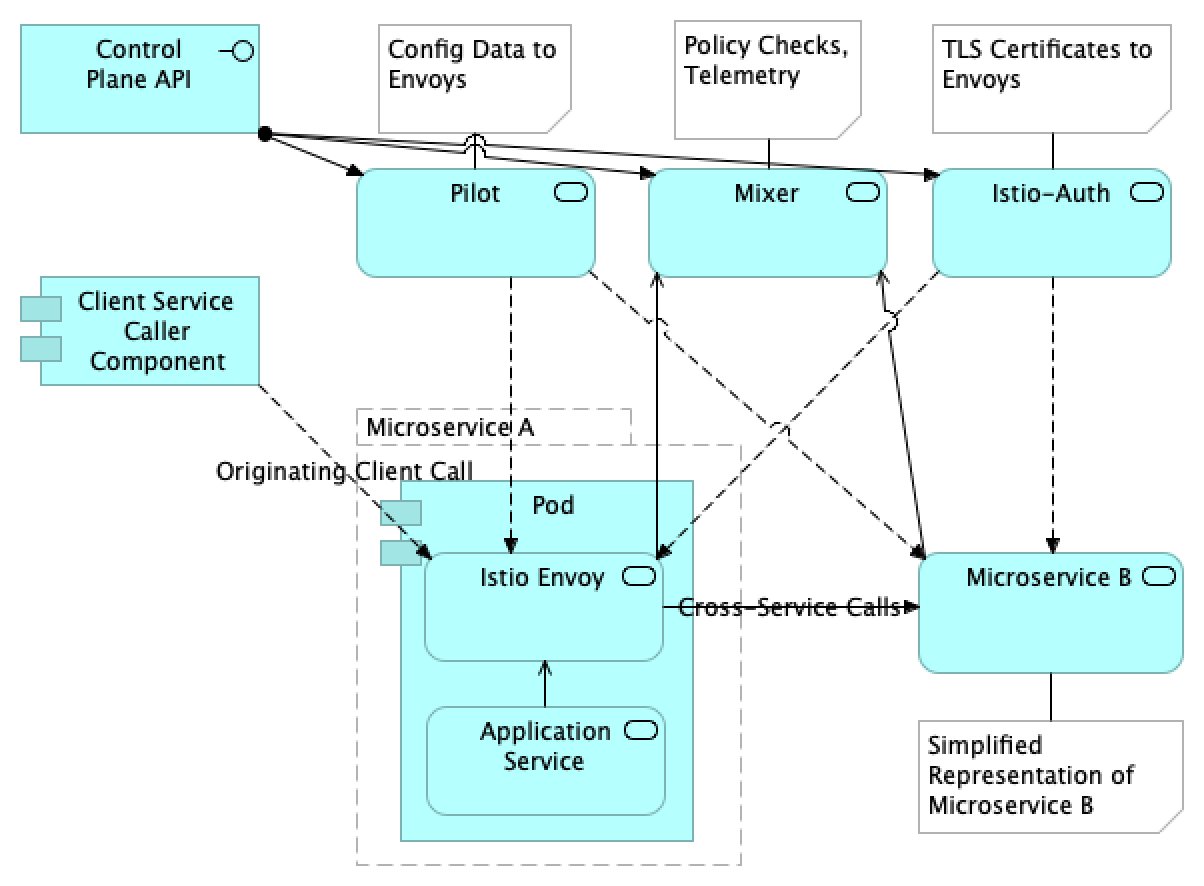 Control
Plane API
Config Data to
Envoys
Policy Checks,
Telemetry
TLS Certificates to
Envoys
Pilot
Mixer
Istio-Auth
Client Service
Caller
Component
Microservice A
Originating Client Call
Pod
Istio Envoy
Cross-Service Calls
Microservice B
Application
Service
Simplified
Representation of
Microservice B